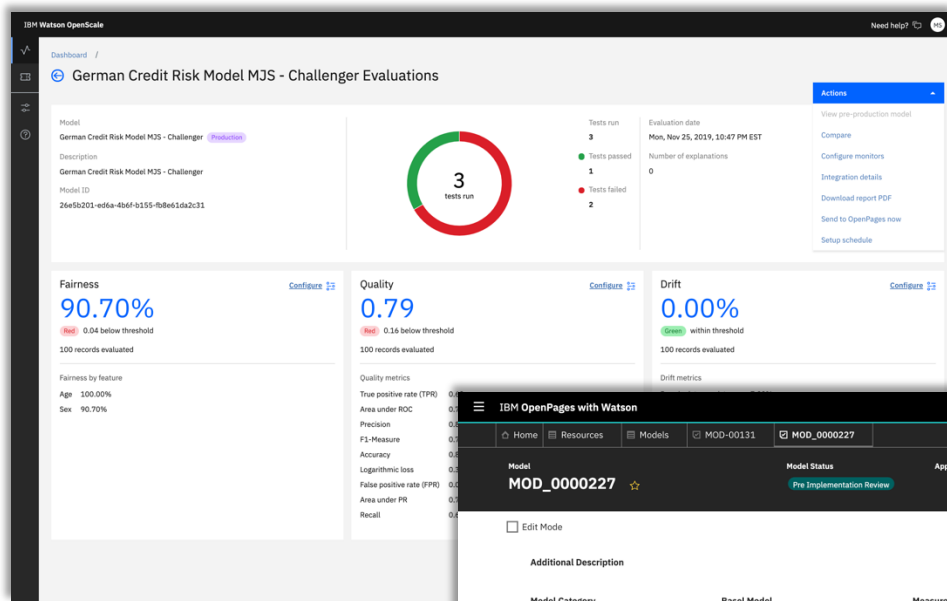 IBM Watson OpenScale
Need help?
MS
Dashboard /
German Credit Risk Model MJS - Challenger Evaluations
Actions
View pre-production model
Compare
Configure monitors
Integration details
Download report PDF
Send to OpenPages now
Setup schedule
Model
German Credit Risk Model MJS - Challenger Production
Description
German Credit Risk Model MJS - Challenger
Model ID
26e5b201-ed6a-4b6f-b155-fb8e61da2c31
3
tests run
Tests run
3
Tests passed
1
Tests failed
2
Evaluation date
Mon, Nov 25, 2019, 10:47 PM EST
Number of explanations
0
Fairness
Configure
90.70%
Red 0.04 below threshold
100 records evaluated
Fairness by feature
Age 100.00%
Sex 90.70%
Quality
Configure
0.79
Red 0.16 below threshold
100 records evaluated
Quality metrics
True positive rate (TPR)
Area under ROC
Precision
F1-Measure
Accuracy
Logarithmic loss
False positive rate (FPR)
Area under PR
Recall
Drift
Configure
0.00%
Green within threshold
100 records evaluated
Drift metrics
IBM OpenPages with Watson
Home Resources Models MOD-00131 MOD_0000227
Model
MOD_0000227
Model Status
Pre Implementation Review
Edit Mode
Additional Description
Model Category
Basel Model